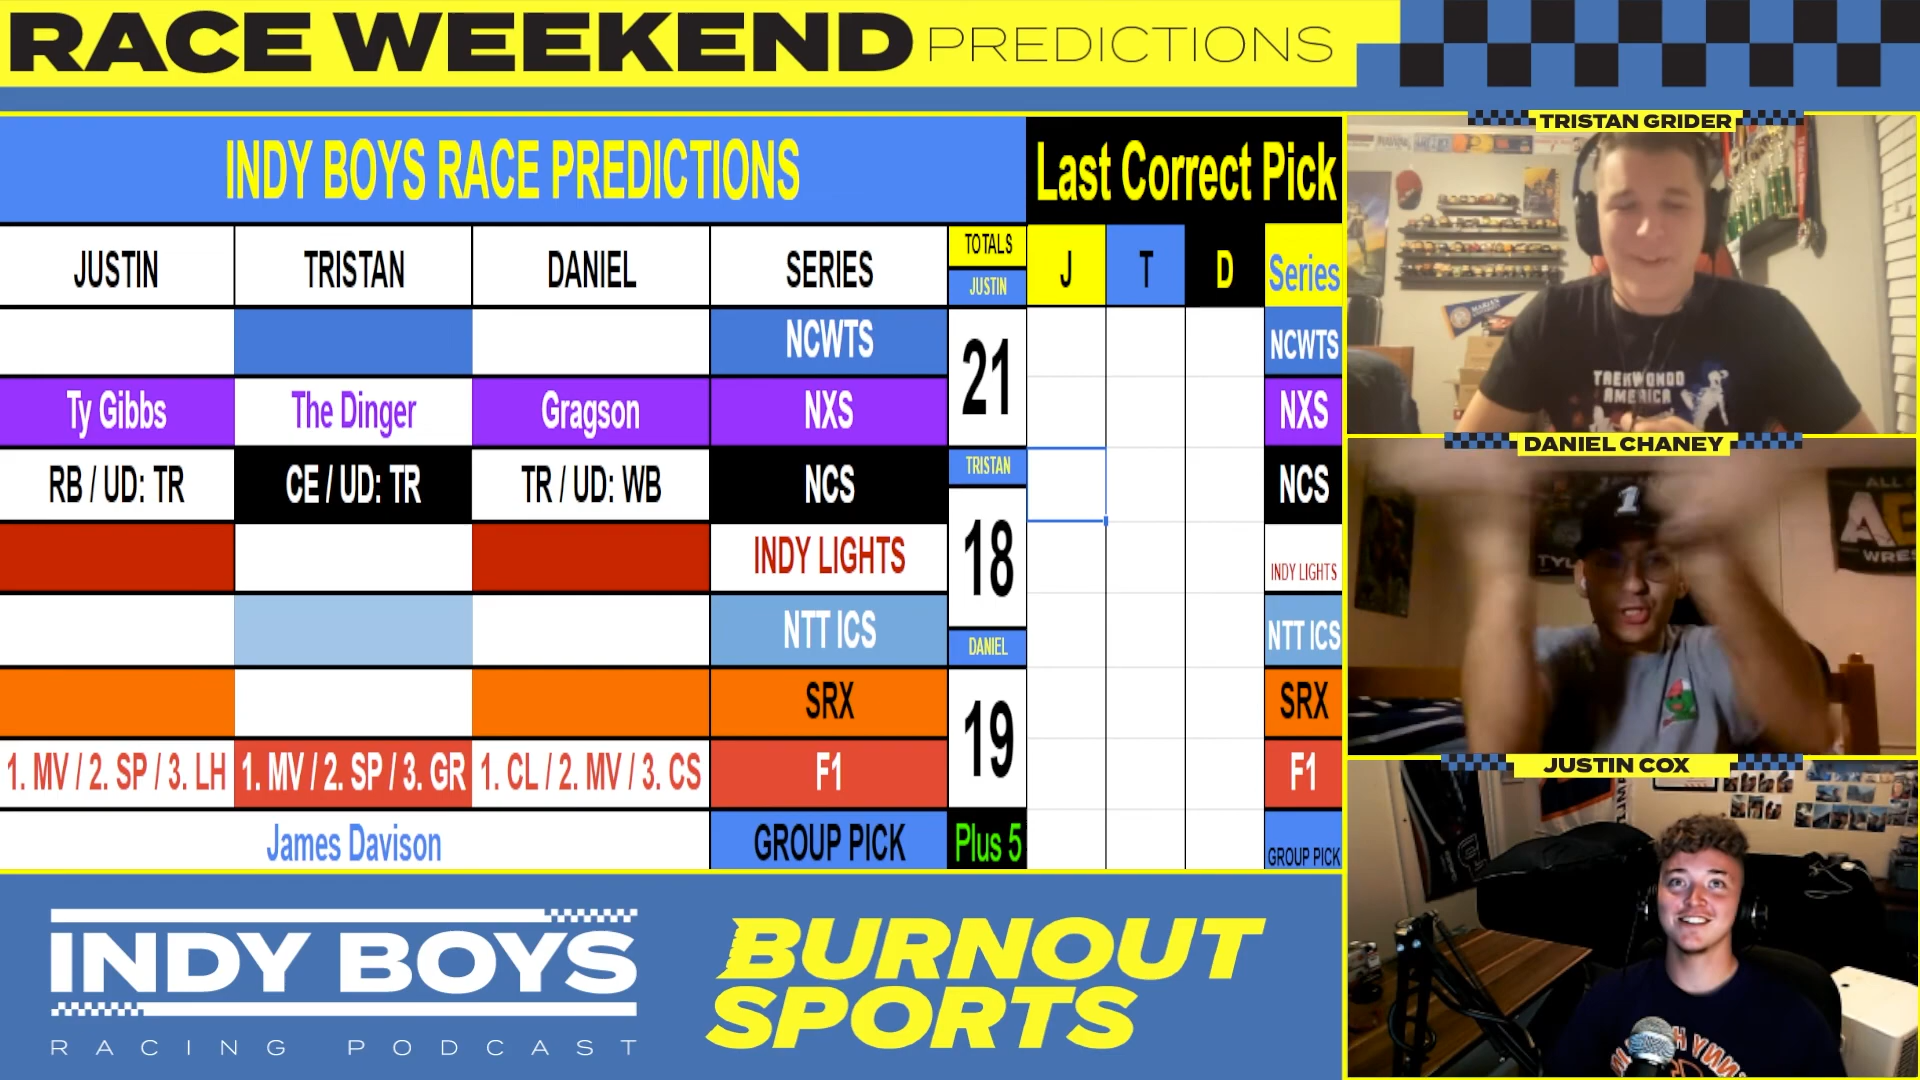 RACE WEEKEND PREDICTIONS
INDY BOYS RACE PREDICTIONS
Last Correct Pick
JUSTIN TRISTAN DANIEL SERIES TOTALS J T D Series
JUSTIN
NCWTS 21 NCWTS
Ty Gibbs The Dinger Gragson NXS NXS
TRISTAN
RB / UD: TR CE / UD: TR TR / UD: WB NCS NCS
INDY LIGHTS 18 INDY LIGHTS
NTT ICS NTT ICS
DANIEL
SRX 19 SRX
1. MV / 2. SP / 3. LH 1. MV / 2. SP / 3. GR 1. CL / 2. MV / 3. CS F1 F1
James Davison GROUP PICK Plus 5 GROUP PICK
TRISTAN GRIDER
TAEKWONDO
AMERICA
DANIEL CHANEY
1
JUSTIN COX
INDY BOYS
RACING PODCAST
BURNOUT
SPORTS